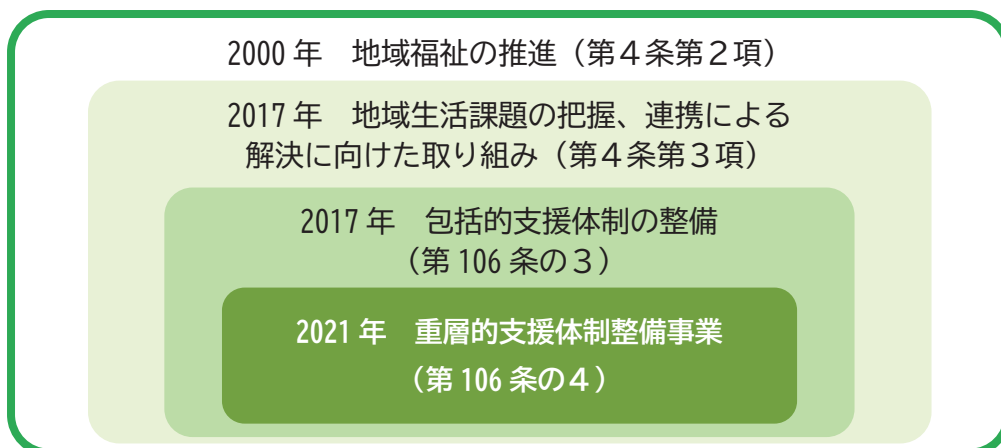 2000 年　地域福祉の推進（第４条第２項）
2017 年　地域生活課題の把握、連携による
解決に向けた取り組み（第４条第３項）
2017 年　包括的支援体制の整備
（第 106 条の３）
2021 年　重層的支援体制整備事業
（第 106 条の４）